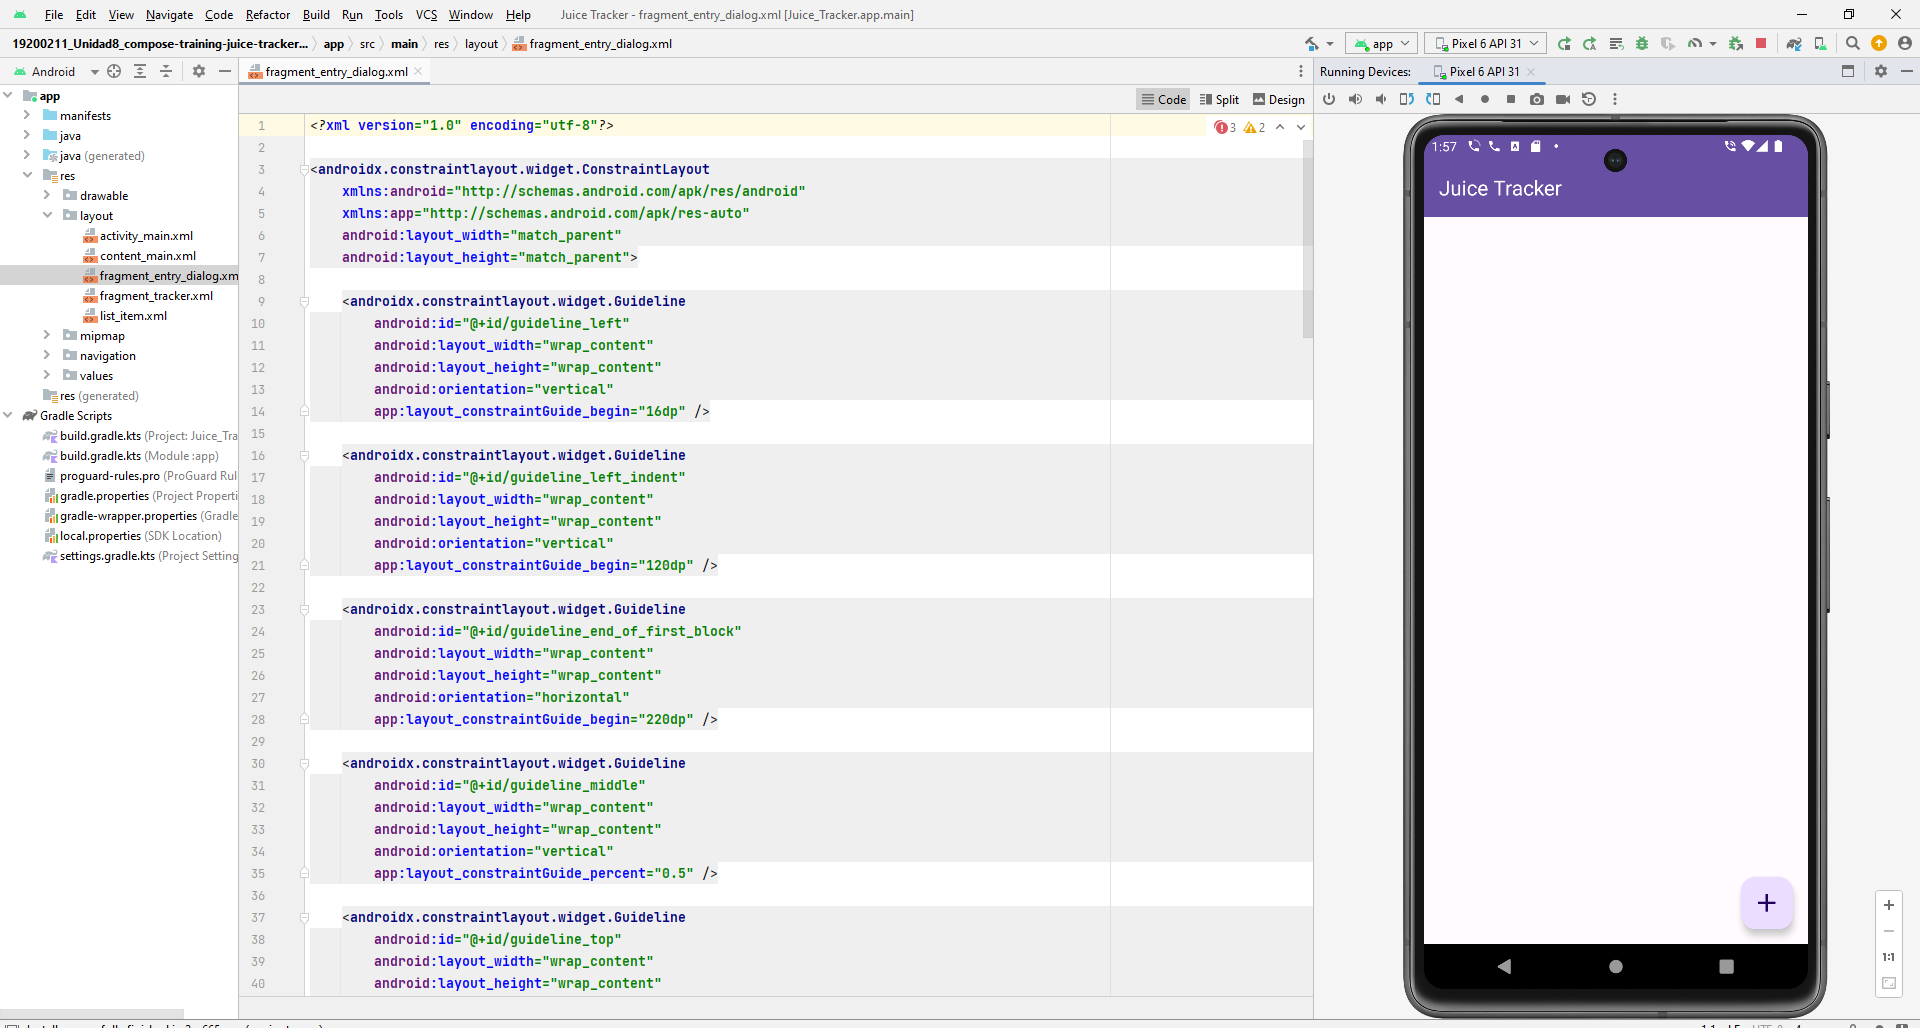 File Edit View Navigate Code Refactor Build Run Tools VCS Window Help Juice Tracker - fragment_entry_dialog.xml [Juice_Tracker.app.main]
19200211_Unidad8_compose-training-juice-tracker... app src main res layout fragment_entry_dialog.xml app Pixel 6 API 31
Android fragment_entry_dialog.xml Running Devices: Pixel 6 API 31
Code Split Design
app
manifests
java
java (generated)
res
drawable
layout
activity_main.xml
content_main.xml
fragment_entry_dialog.xm
fragment_tracker.xml
list_item.xml
mipmap
navigation
values
res (generated)
Gradle Scripts
build.gradle.kts (Project: Juice_Tra
build.gradle.kts (Module :app)
proguard-rules.pro (ProGuard Rul
gradle.properties (Project Properti
gradle-wrapper.properties (Gradle
local.properties (SDK Location)
settings.gradle.kts (Project Setting
3 2
1 <?xml version="1.0" encoding="utf-8"?>
2
3 <androidx.constraintlayout.widget.ConstraintLayout
4 xmlns:android="http://schemas.android.com/apk/res/android"
5 xmlns:app="http://schemas.android.com/apk/res-auto"
6 android:layout_width="match_parent"
7 android:layout_height="match_parent">
8
9 <androidx.constraintlayout.widget.Guideline
10 android:id="@+id/guideline_left"
11 android:layout_width="wrap_content"
12 android:layout_height="wrap_content"
13 android:orientation="vertical"
14 app:layout_constraintGuide_begin="16dp" />
15
16 <androidx.constraintlayout.widget.Guideline
17 android:id="@+id/guideline_left_indent"
18 android:layout_width="wrap_content"
19 android:layout_height="wrap_content"
20 android:orientation="vertical"
21 app:layout_constraintGuide_begin="120dp" />
22
23 <androidx.constraintlayout.widget.Guideline
24 android:id="@+id/guideline_end_of_first_block"
25 android:layout_width="wrap_content"
26 android:layout_height="wrap_content"
27 android:orientation="horizontal"
28 app:layout_constraintGuide_begin="220dp" />
29
30 <androidx.constraintlayout.widget.Guideline
31 android:id="@+id/guideline_middle"
32 android:layout_width="wrap_content"
33 android:layout_height="wrap_content"
34 android:orientation="vertical"
35 app:layout_constraintGuide_percent="0.5" />
36
37 <androidx.constraintlayout.widget.Guideline
38 android:id="@+id/guideline_top"
39 android:layout_width="wrap_content"
40 android:layout_height="wrap_content"
1:57
Juice Tracker
+
1:1